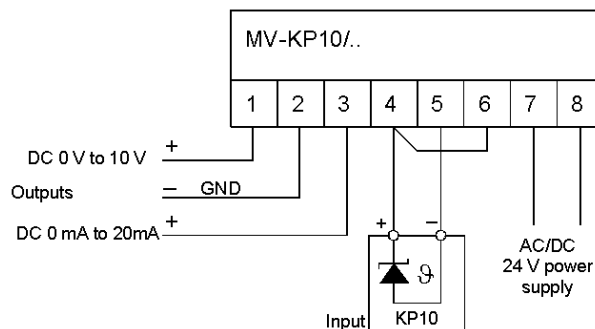 MV-KP10/..
1 2 3 4 5 6 7 8
+
DC 0 V to 10 V
– GND
Outputs
+
DC 0 mA to 20mA
+ –
ϑ
Input KP10
AC/DC
24 V power
supply